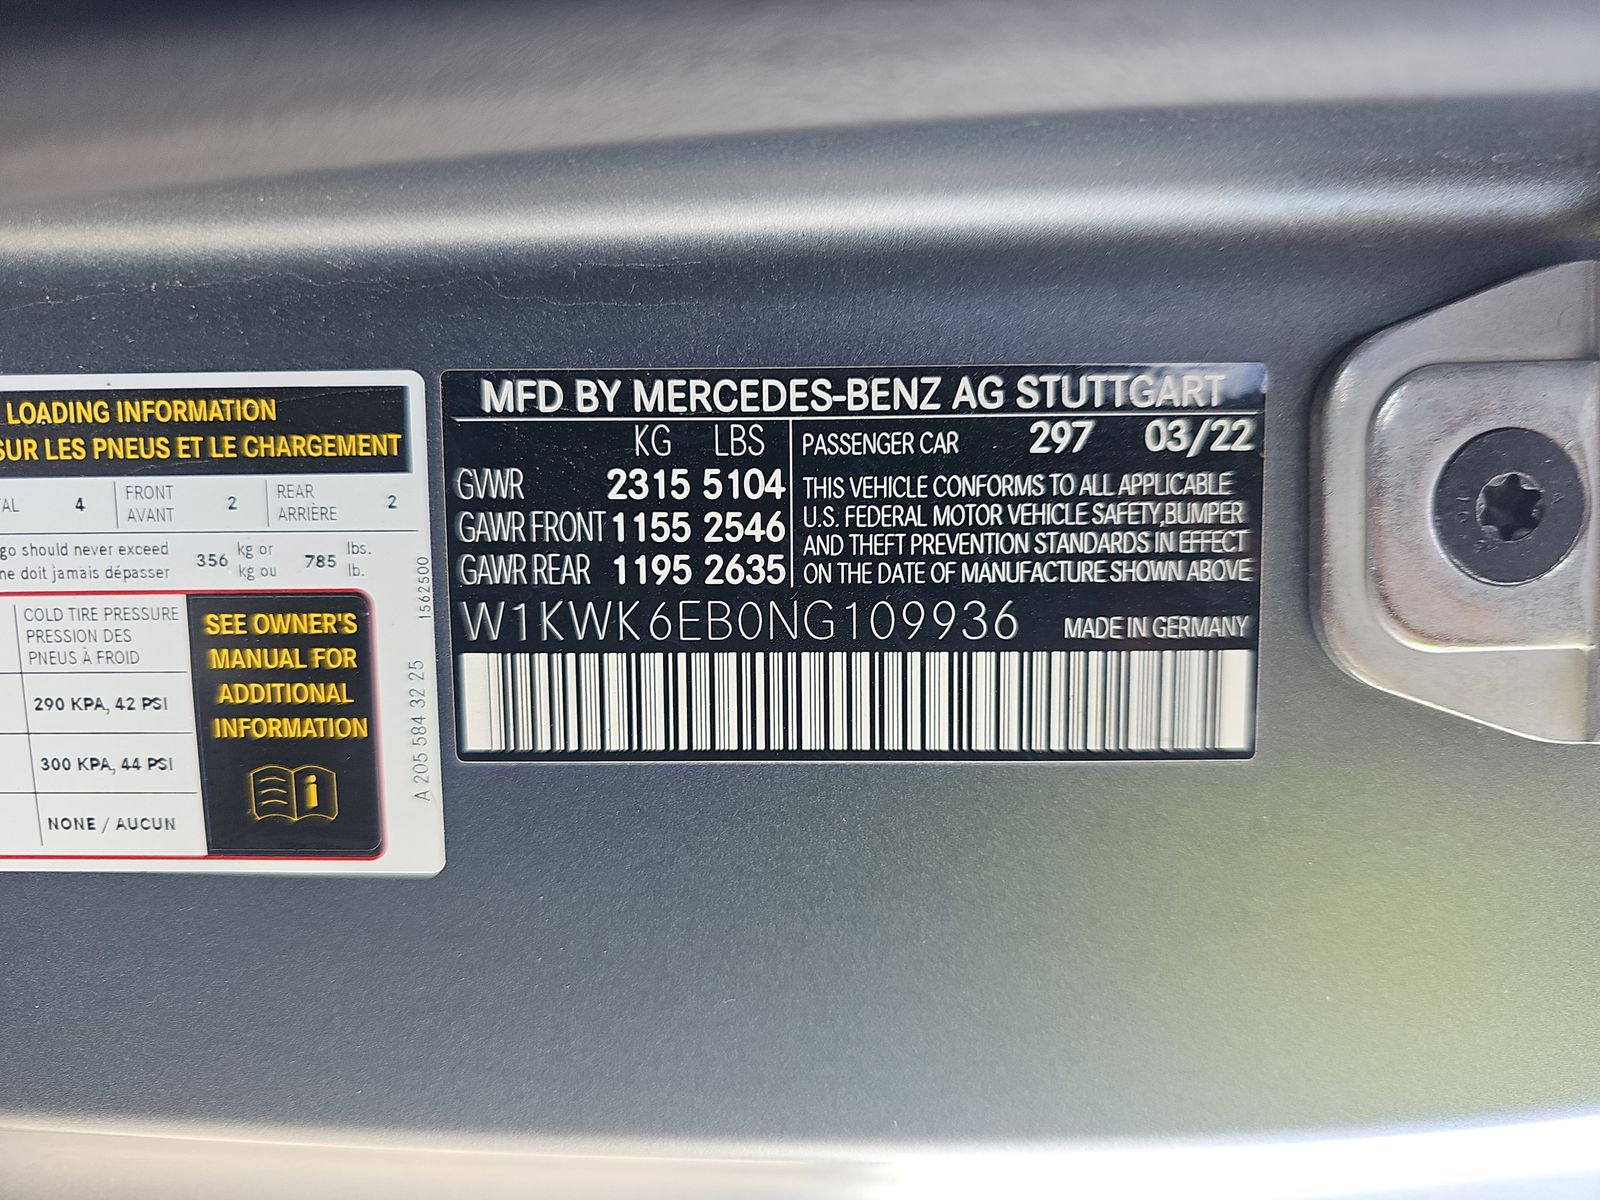 LOADING INFORMATION
SUR LES PNEUS ET LE CHARGEMENT
4 FRONT AVANT 2 REAR ARRIÈRE 2
should never exceed
doit jamais dépasser
356 kg or kg ou 785 lbs. lb.
COLD TIRE PRESSURE
PRESSION DES
PNEUS À FROID
290 KPA, 42 PSI
300 KPA, 44 PSI
NONE / AUCUN
SEE OWNER'S
MANUAL FOR
ADDITIONAL
INFORMATION
i
1562500
A 205 584 32 25
MFD BY MERCEDES-BENZ AG STUTTGART
KG LBS
GVWR 2315 5104
GAWR FRONT 1155 2546
GAWR REAR 1195 2635
PASSENGER CAR 297 03/22
THIS VEHICLE CONFORMS TO ALL APPLICABLE
U.S. FEDERAL MOTOR VEHICLE SAFETY,BUMPER
AND THEFT PREVENTION STANDARDS IN EFFECT
ON THE DATE OF MANUFACTURE SHOWN ABOVE
W1KWK6EB0NG109936
MADE IN GERMANY